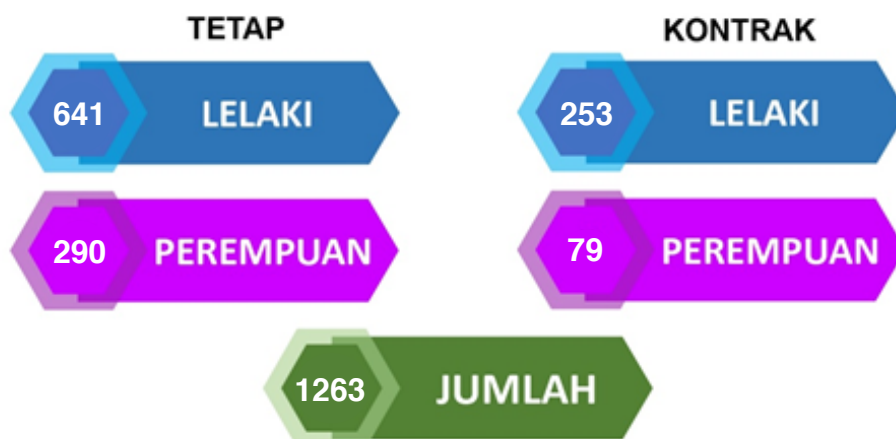 TETAP
KONTRAK
641 LELAKI
253 LELAKI
290 PEREMPUAN
79 PEREMPUAN
1263 JUMLAH